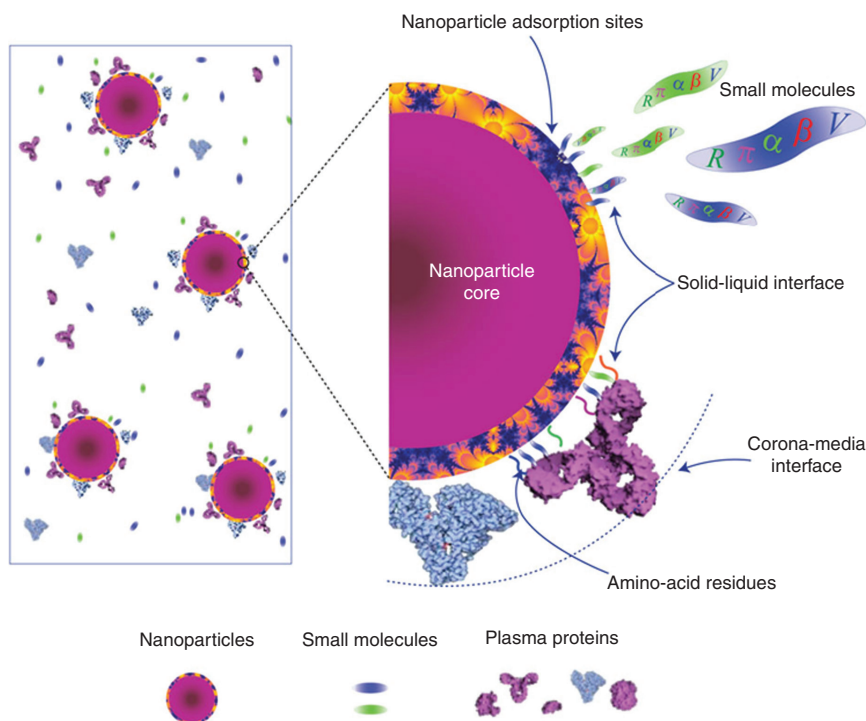 Nanoparticle adsorption sites
Small molecules
R π α β V
R π α β V
R π α β V
R π α β V
Nanoparticle
core
Solid-liquid interface
Corona-media
interface
Amino-acid residues
Nanoparticles
Small molecules
Plasma proteins